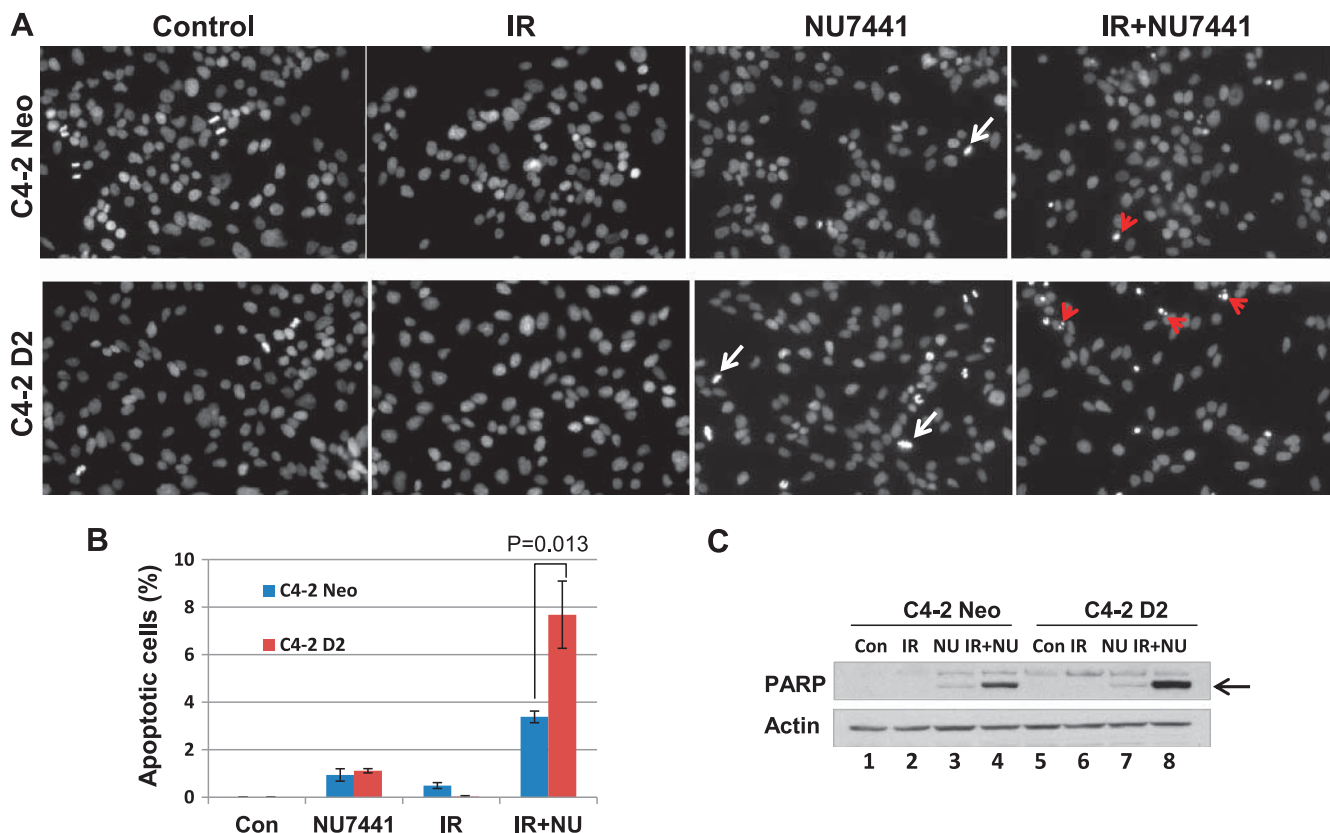 A
Control
IR
NU7441
IR+NU7441
C4-2 Neo
C4-2 D2
B
P=0.013
Apoptotic cells (%)
10
8
6
4
2
0
C4-2 Neo
C4-2 D2
Con
NU7441
IR
IR+NU
C
C4-2 Neo
C4-2 D2
Con IR NU IR+NU Con IR NU IR+NU
PARP
Actin
1 2 3 4 5 6 7 8